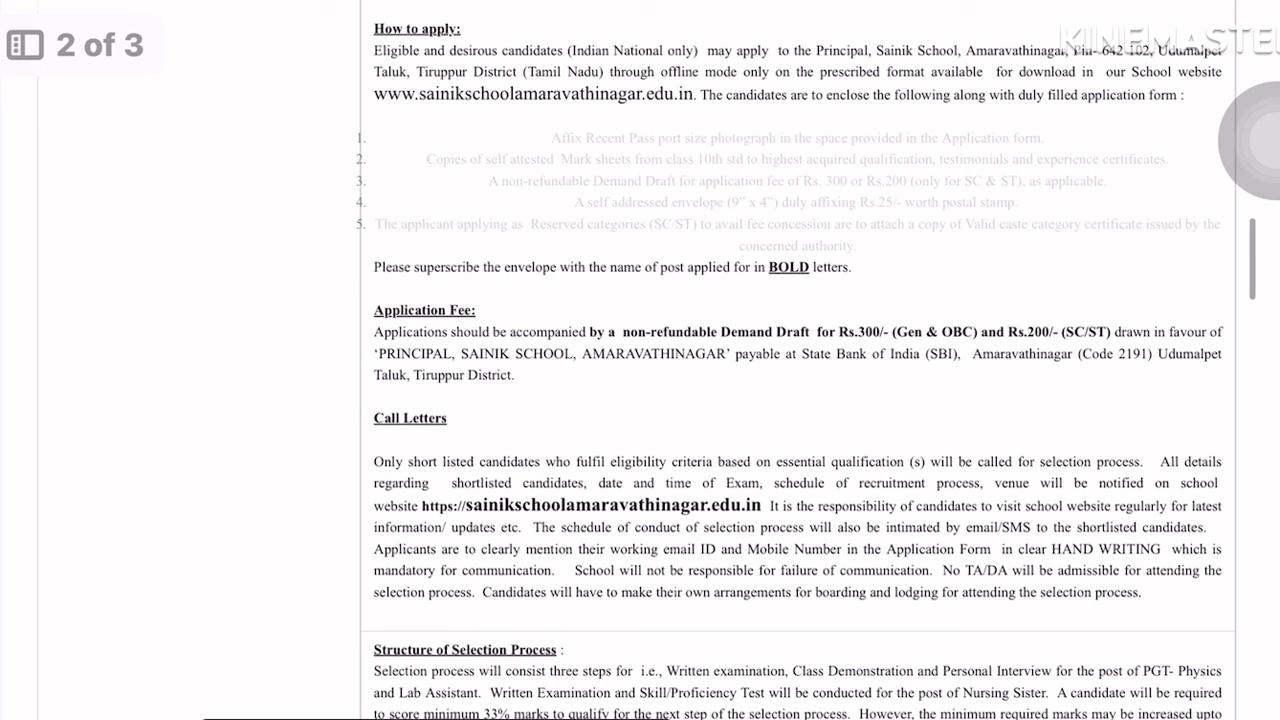 2 of 3
KINEMASTE
How to apply:
Eligible and desirous candidates (Indian National only) may apply to the Principal, Sainik School, Amaravathinagar, Pin- 642 102, Udumalpet
Taluk, Tiruppur District (Tamil Nadu) through offline mode only on the prescribed format available for download in our School website
www.sainikschoolamaravathinagar.edu.in. The candidates are to enclose the following along with duly filled application form :
1. Affix Recent Pass port size photograph in the space provided in the Application form.
2. Copies of self attested Mark sheets from class 10th std to highest acquired qualification, testimonials and experience certificates.
3. A non-refundable Demand Draft for application fee of Rs. 300 or Rs.200 (only for SC & ST), as applicable.
4. A self addressed envelope (9” x 4”) duly affixing Rs.25/- worth postal stamp.
5. The applicant applying as Reserved categories (SC/ST) to avail fee concession are to attach a copy of Valid caste category certificate issued by the
concerned authority.
Please superscribe the envelope with the name of post applied for in BOLD letters.
Application Fee:
Applications should be accompanied by a non-refundable Demand Draft for Rs.300/- (Gen & OBC) and Rs.200/- (SC/ST) drawn in favour of
‘PRINCIPAL, SAINIK SCHOOL, AMARAVATHINAGAR’ payable at State Bank of India (SBI), Amaravathinagar (Code 2191) Udumalpet
Taluk, Tiruppur District.
Call Letters
Only short listed candidates who fulfil eligibility criteria based on essential qualification (s) will be called for selection process. All details
regarding shortlisted candidates, date and time of Exam, schedule of recruitment process, venue will be notified on school
website https://sainikschoolamaravathinagar.edu.in It is the responsibility of candidates to visit school website regularly for latest
information/ updates etc. The schedule of conduct of selection process will also be intimated by email/SMS to the shortlisted candidates.
Applicants are to clearly mention their working email ID and Mobile Number in the Application Form in clear HAND WRITING which is
mandatory for communication. School will not be responsible for failure of communication. No TA/DA will be admissible for attending the
selection process. Candidates will have to make their own arrangements for boarding and lodging for attending the selection process.
Structure of Selection Process :
Selection process will consist three steps for i.e., Written examination, Class Demonstration and Personal Interview for the post of PGT- Physics
and Lab Assistant. Written Examination and Skill/Proficiency Test will be conducted for the post of Nursing Sister. A candidate will be required
to score minimum 33% marks to qualify for the next step of the selection process. However, the minimum required marks may be increased upto